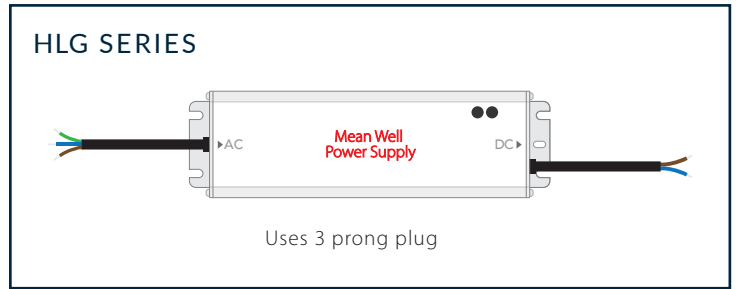 HLG SERIES
▸AC
Mean Well
Power Supply
DC▸
Uses 3 prong plug